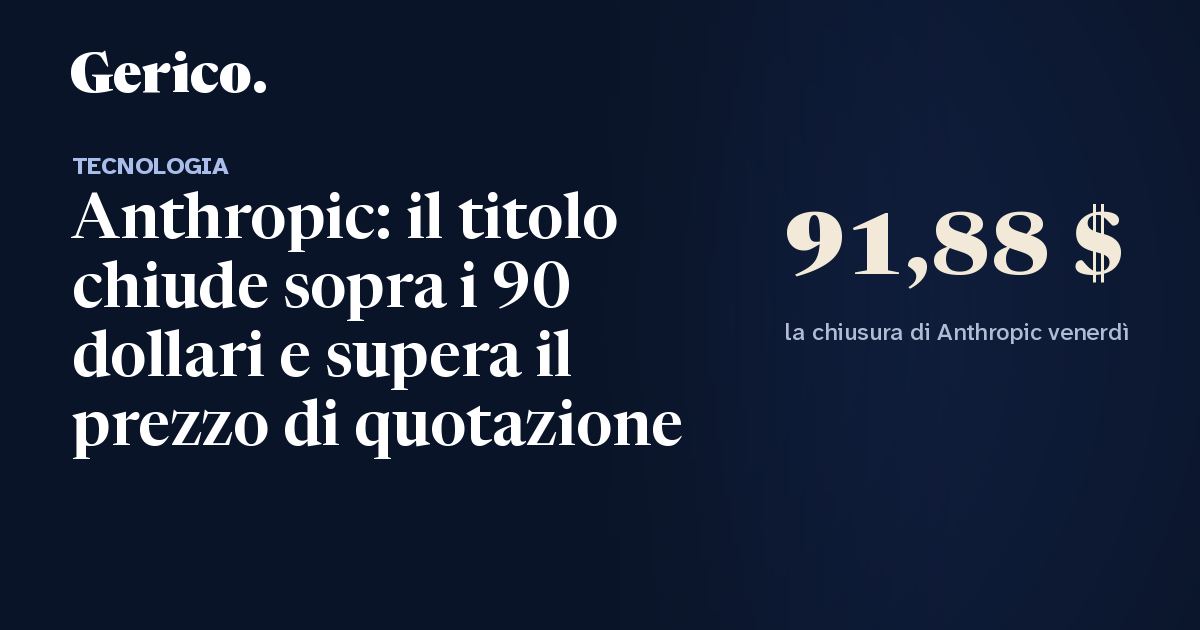 Gerico.
TECNOLOGIA
Anthropic: il titolo
chiude sopra i 90
dollari e supera il
prezzo di quotazione
91,88 $
la chiusura di Anthropic venerdì